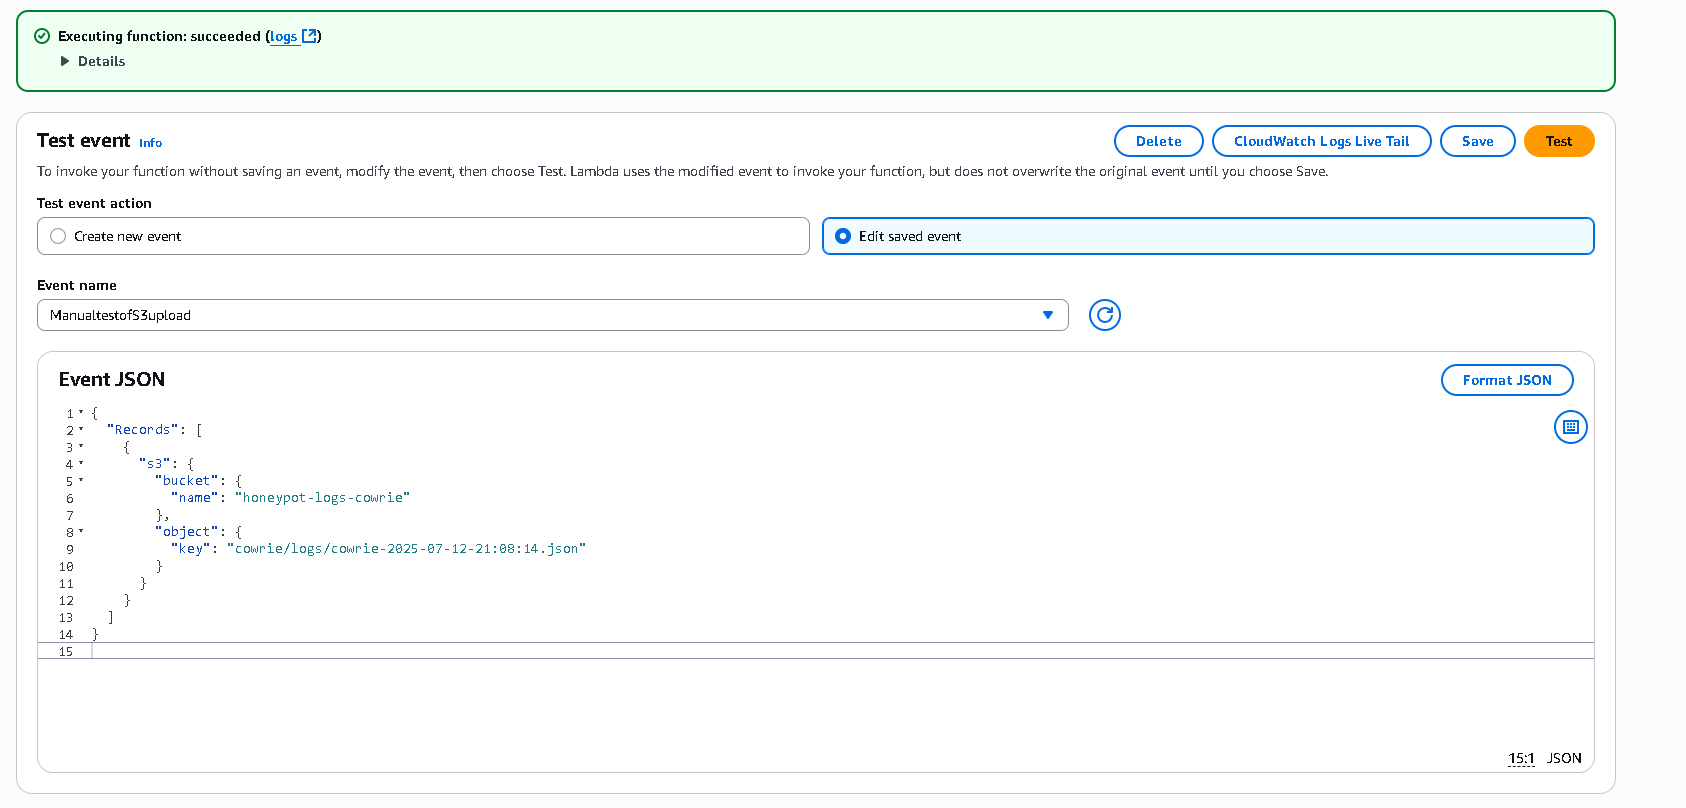 Executing function: succeeded (logs)
Details
Test event Info
Delete
CloudWatch Logs Live Tail
Save
Test
To invoke your function without saving an event, modify the event, then choose Test. Lambda uses the modified event to invoke your function, but does not overwrite the original event until you choose Save.
Test event action
Create new event
Edit saved event
Event name
ManualtestofS3upload
Event JSON
Format JSON
1 {
2 "Records": [
3 {
4 "s3": {
5 "bucket": {
6 "name": "honeypot-logs-cowrie"
7 },
8 "object": {
9 "key": "cowrie/logs/cowrie-2025-07-12-21:08:14.json"
10 }
11 }
12 }
13 ]
14 }
15
15:1 JSON